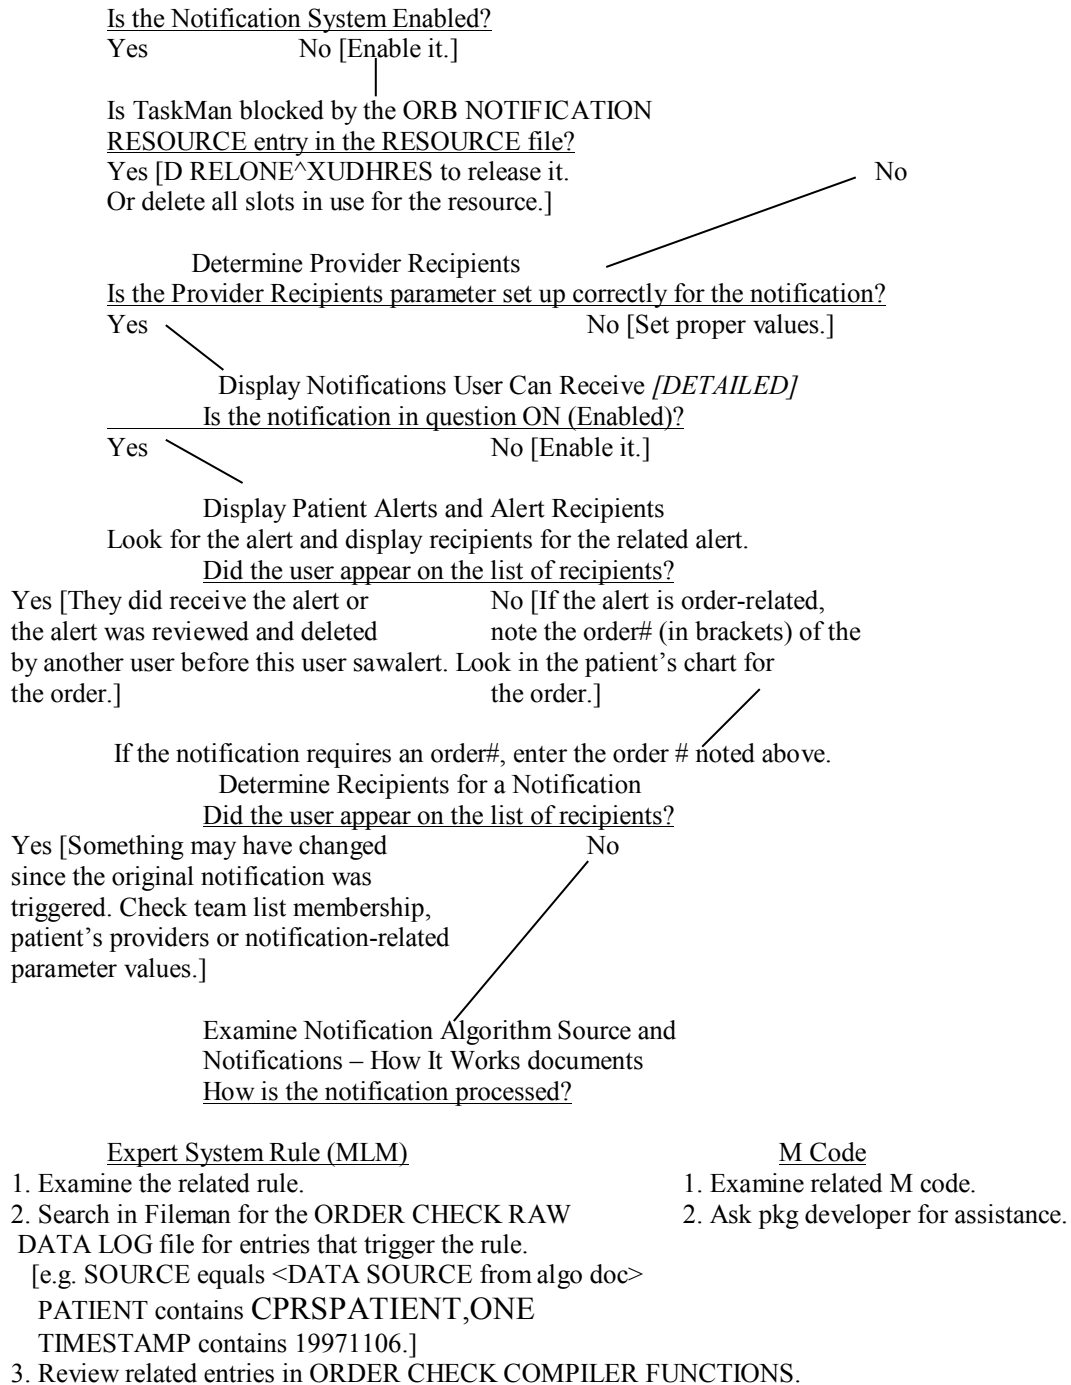 Is the Notification System Enabled?
Yes No [Enable it.]
Is TaskMan blocked by the ORB NOTIFICATION
RESOURCE entry in the RESOURCE file?
Yes [D RELONE^XUDHRES to release it. No
Or delete all slots in use for the resource.]
Determine Provider Recipients
Is the Provider Recipients parameter set up correctly for the notification?
Yes No [Set proper values.]
Display Notifications User Can Receive [DETAILED]
Is the notification in question ON (Enabled)?
Yes No [Enable it.]
Display Patient Alerts and Alert Recipients
Look for the alert and display recipients for the related alert.
Did the user appear on the list of recipients?
Yes [They did receive the alert or No [If the alert is order-related,
the alert was reviewed and deleted note the order# (in brackets) of the
by another user before this user sawalert. Look in the patient’s chart for
the order.] the order.]
If the notification requires an order#, enter the order # noted above.
Determine Recipients for a Notification
Did the user appear on the list of recipients?
Yes [Something may have changed No
since the original notification was
triggered. Check team list membership,
patient’s providers or notification-related
parameter values.]
Examine Notification Algorithm Source and
Notifications – How It Works documents
How is the notification processed?
Expert System Rule (MLM) M Code
1. Examine the related rule. 1. Examine related M code.
2. Search in Fileman for the ORDER CHECK RAW 2. Ask pkg developer for assistance.
DATA LOG file for entries that trigger the rule.
[e.g. SOURCE equals <DATA SOURCE from algo doc>
PATIENT contains CPRSPATIENT,ONE
TIMESTAMP contains 19971106.]
3. Review related entries in ORDER CHECK COMPILER FUNCTIONS.